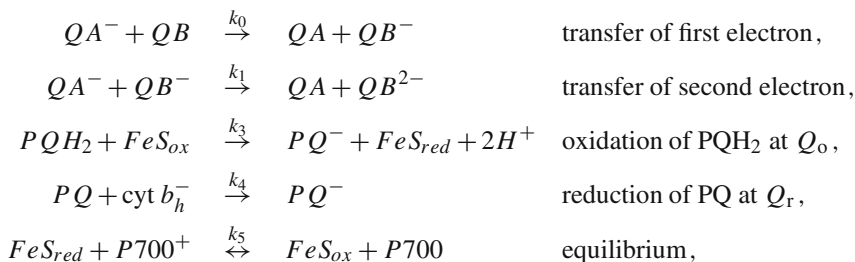 QA⁻ + QB →k₀ QA + QB⁻ transfer of first electron,
QA⁻ + QB⁻ →k₁ QA + QB²⁻ transfer of second electron,
PQH₂ + FeS_ox →k₃ PQ⁻ + FeS_red + 2H⁺ oxidation of PQH₂ at Q_o,
PQ + cyt b_h⁻ →k₄ PQ⁻ reduction of PQ at Q_r,
FeS_red + P700⁺ ↔k₅ FeS_ox + P700 equilibrium,